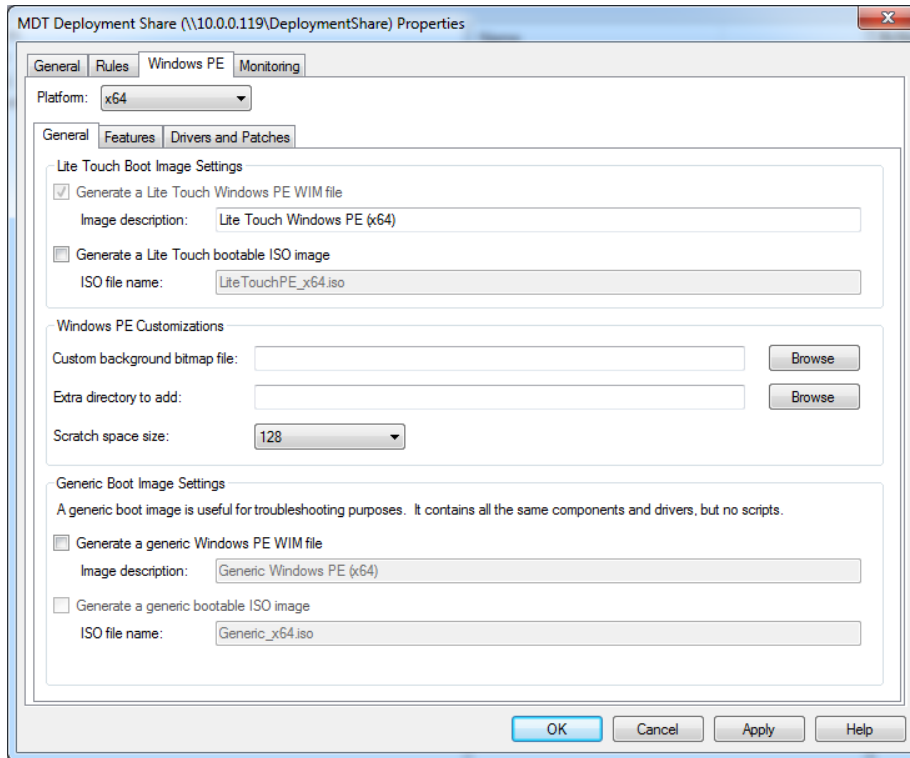 MDT Deployment Share (\\10.0.0.119\DeploymentShare) Properties
General Rules Windows PE Monitoring
Platform: x64
General Features Drivers and Patches
Lite Touch Boot Image Settings
Generate a Lite Touch Windows PE WIM file
Image description: Lite Touch Windows PE (x64)
Generate a Lite Touch bootable ISO image
ISO file name: LiteTouchPE_x64.iso
Windows PE Customizations
Custom background bitmap file: Browse
Extra directory to add: Browse
Scratch space size: 128
Generic Boot Image Settings
A generic boot image is useful for troubleshooting purposes. It contains all the same components and drivers, but no scripts.
Generate a generic Windows PE WIM file
Image description: Generic Windows PE (x64)
Generate a generic bootable ISO image
ISO file name: Generic_x64.iso
OK Cancel Apply Help